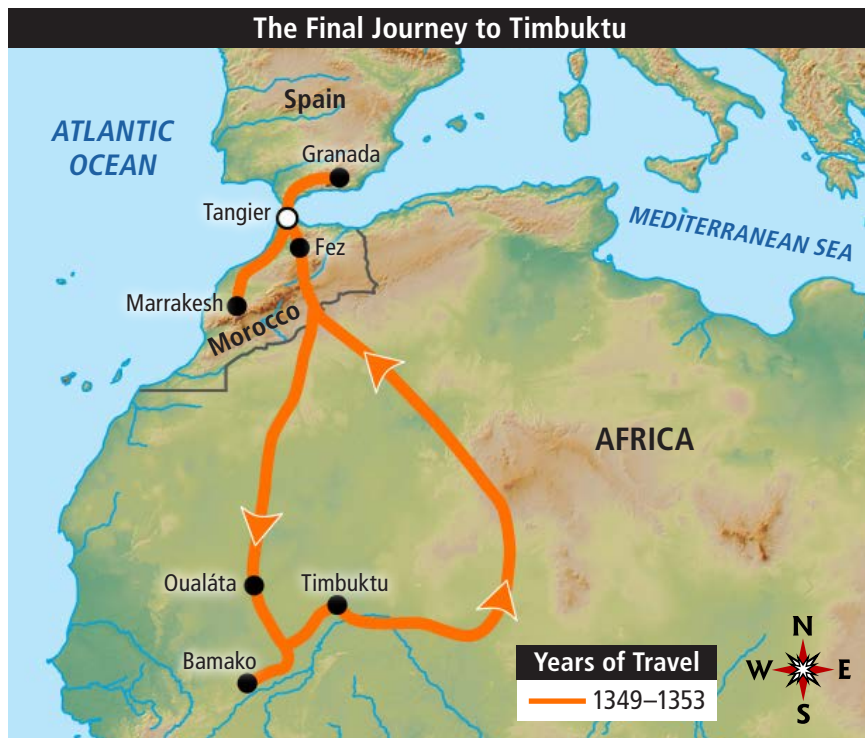 The Final Journey to Timbuktu
Spain
ATLANTIC
OCEAN
Granada
Tangier
MEDITERRANEAN SEA
Fez
Marrakesh
Morocco
AFRICA
Oualáta
Timbuktu
Bamako
Years of Travel
1349–1353
N
W
E
S